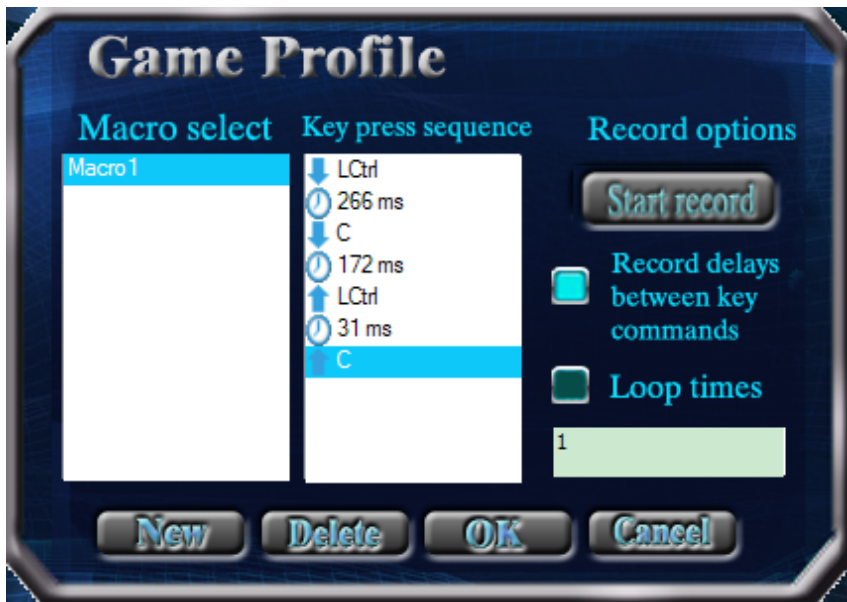 Game Profile
Macro select
Key press sequence
Record options
Macro1
LCtrl
266 ms
C
172 ms
LCtrl
31 ms
C
Start record
Record delays
between key
commands
Loop times
1
New
Delete
OK
Cancel